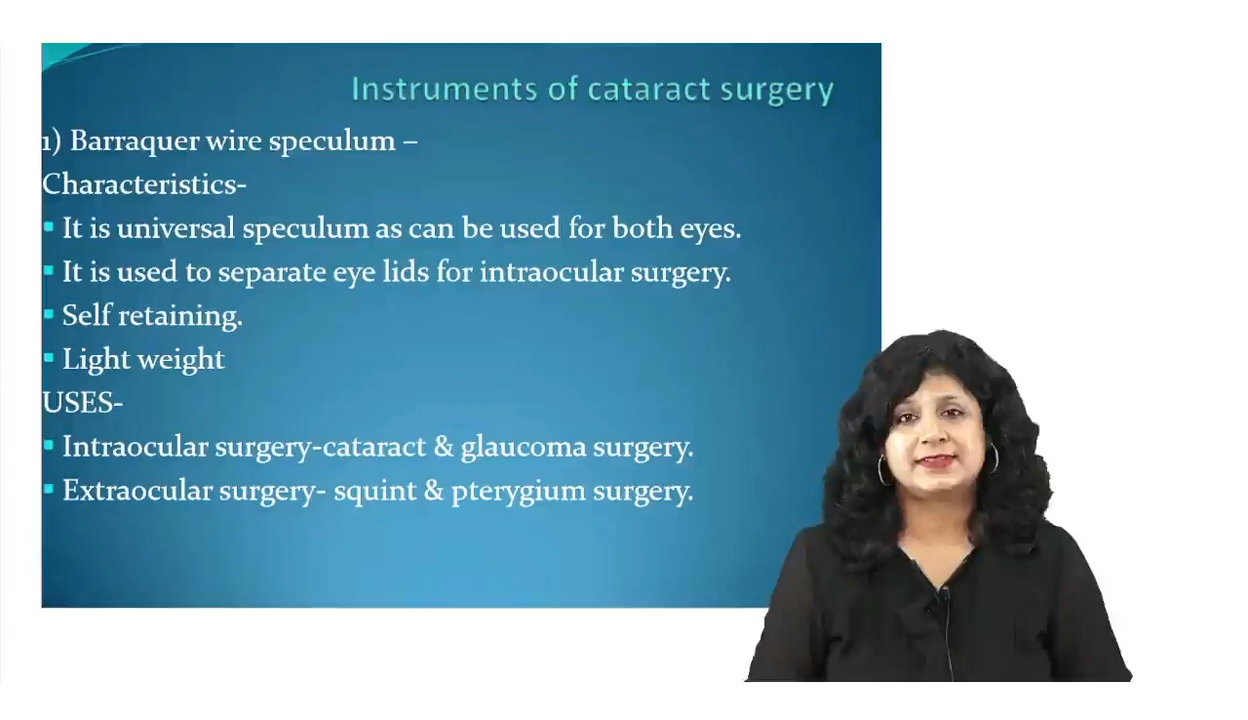 Instruments of cataract surgery
1) Barraquer wire speculum –
Characteristics-
▪ It is universal speculum as can be used for both eyes.
▪ It is used to separate eye lids for intraocular surgery.
▪ Self retaining.
▪ Light weight
USES-
▪ Intraocular surgery-cataract & glaucoma surgery.
▪ Extraocular surgery- squint & pterygium surgery.